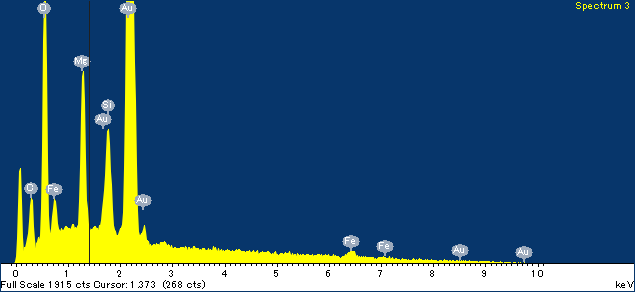 Spectrum 3
O Au
Mg
Si
Au
Au
O Fe
Fe Fe Au Au
0 1 2 3 4 5 6 7 8 9 10
Full Scale 1915 cts Cursor: 1.373 (268 cts) keV